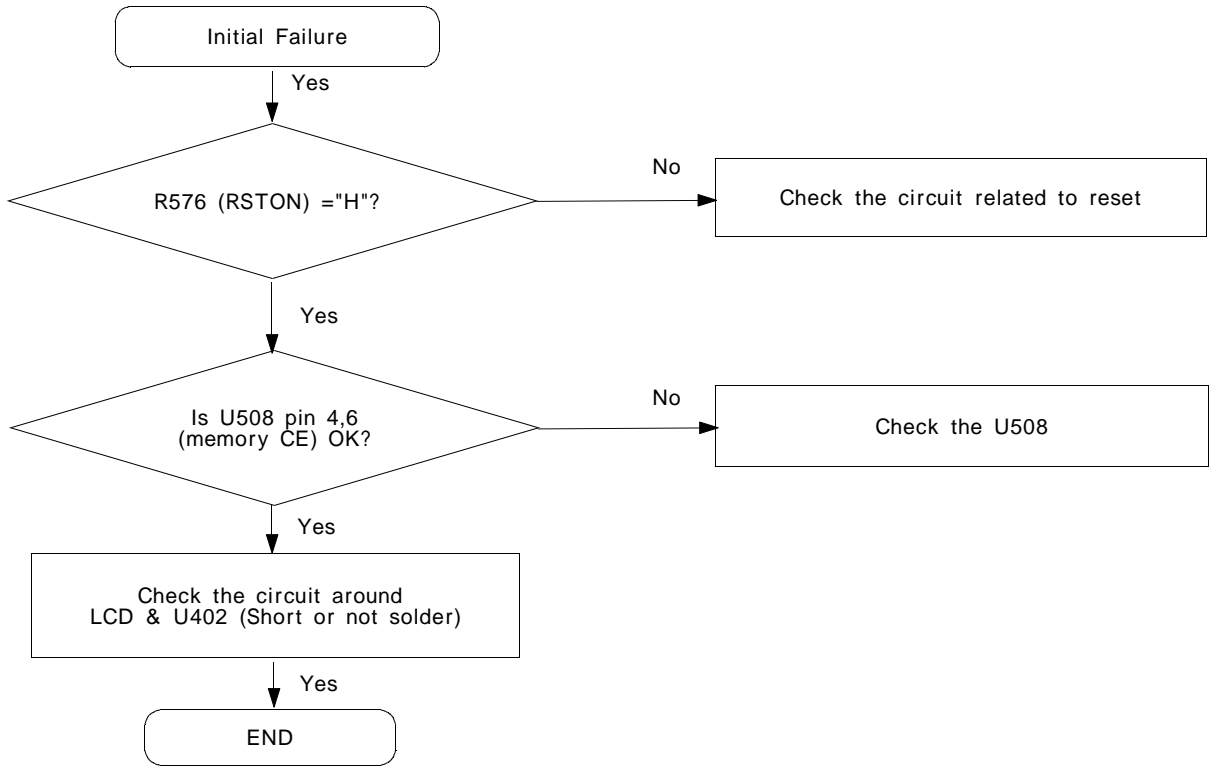 Initial Failure
Yes
R576 (RSTON) ="H"?
No
Check the circuit related to reset
Yes
Is U508 pin 4,6
(memory CE) OK?
No
Check the U508
Yes
Check the circuit around
LCD & U402 (Short or not solder)
Yes
END